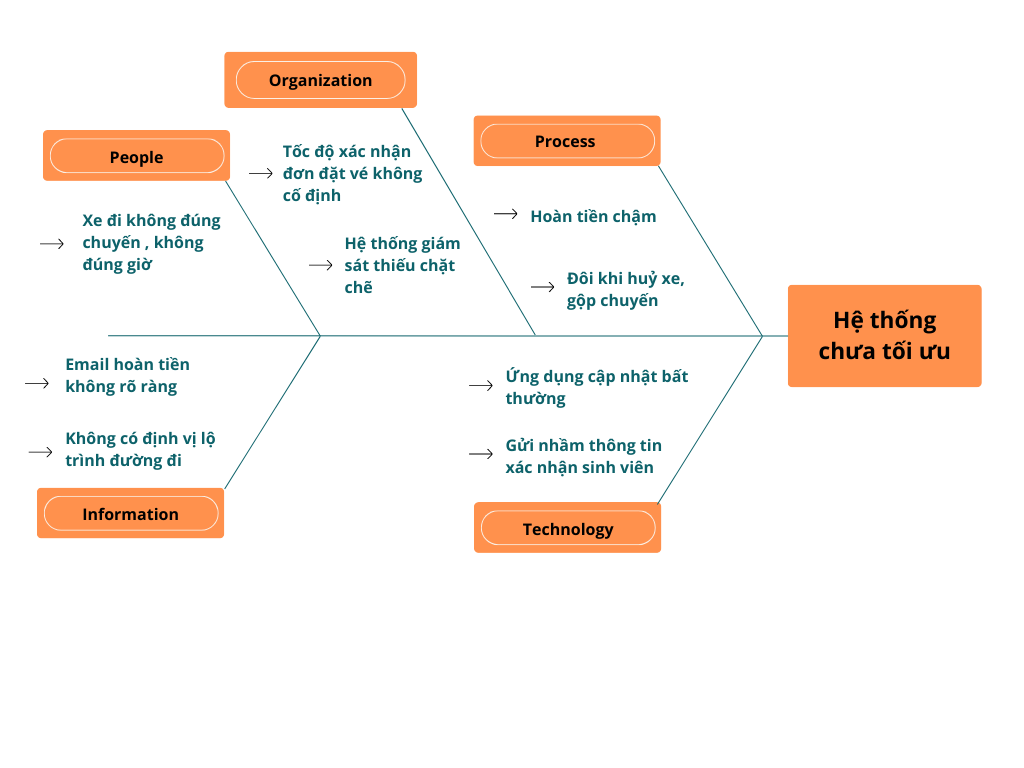 Organization
Tốc độ xác nhận
đơn đặt vé không
cố định
Hệ thống giám
sát thiếu chặt
chẽ
People
Xe đi không đúng
chuyến , không
đúng giờ
Process
Hoàn tiền chậm
Đôi khi huỷ xe,
gộp chuyến
Hệ thống
chưa tối ưu
Email hoàn tiền
không rõ ràng
Không có định vị lộ
trình đường đi
Information
Ứng dụng cập nhật bất
thường
Gửi nhầm thông tin
xác nhận sinh viên
Technology